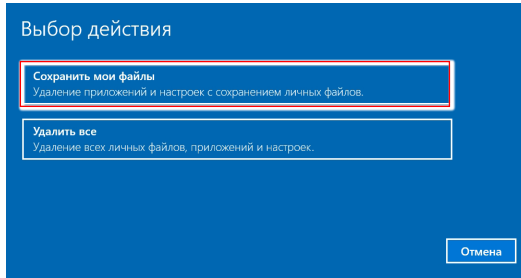 Выбор действия
Сохранить мои файлы
Удаление приложений и настроек с сохранением личных файлов.
Удалить все
Удаление всех личных файлов, приложений и настроек.
Отмена